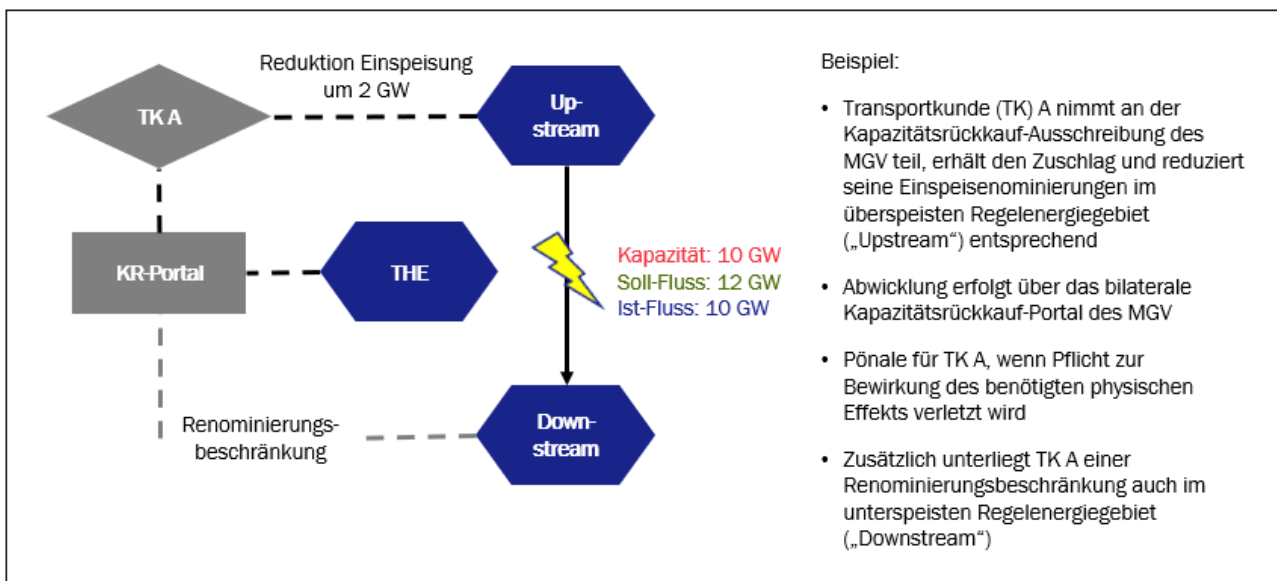 Reduktion Einspeisung
um 2 GW
TK A
Up-
stream
KR-Portal
THE
Kapazität: 10 GW
Soll-Fluss: 12 GW
Ist-Fluss: 10 GW
Renominierungs-
beschränkung
Down-
stream
Beispiel:
• Transportkunde (TK) A nimmt an der
Kapazitätsrückkauf-Ausschreibung des
MGV teil, erhält den Zuschlag und reduziert
seine Einspeisenominierungen im
überspeisten Regelenergiegebiet
(„Upstream“) entsprechend
• Abwicklung erfolgt über das bilaterale
Kapazitätsrückkauf-Portal des MGV
• Pönale für TK A, wenn Pflicht zur
Bewirkung des benötigten physischen
Effekts verletzt wird
• Zusätzlich unterliegt TK A einer
Renominierungsbeschränkung auch im
unterspeisten Regelenergiegebiet
(„Downstream“)